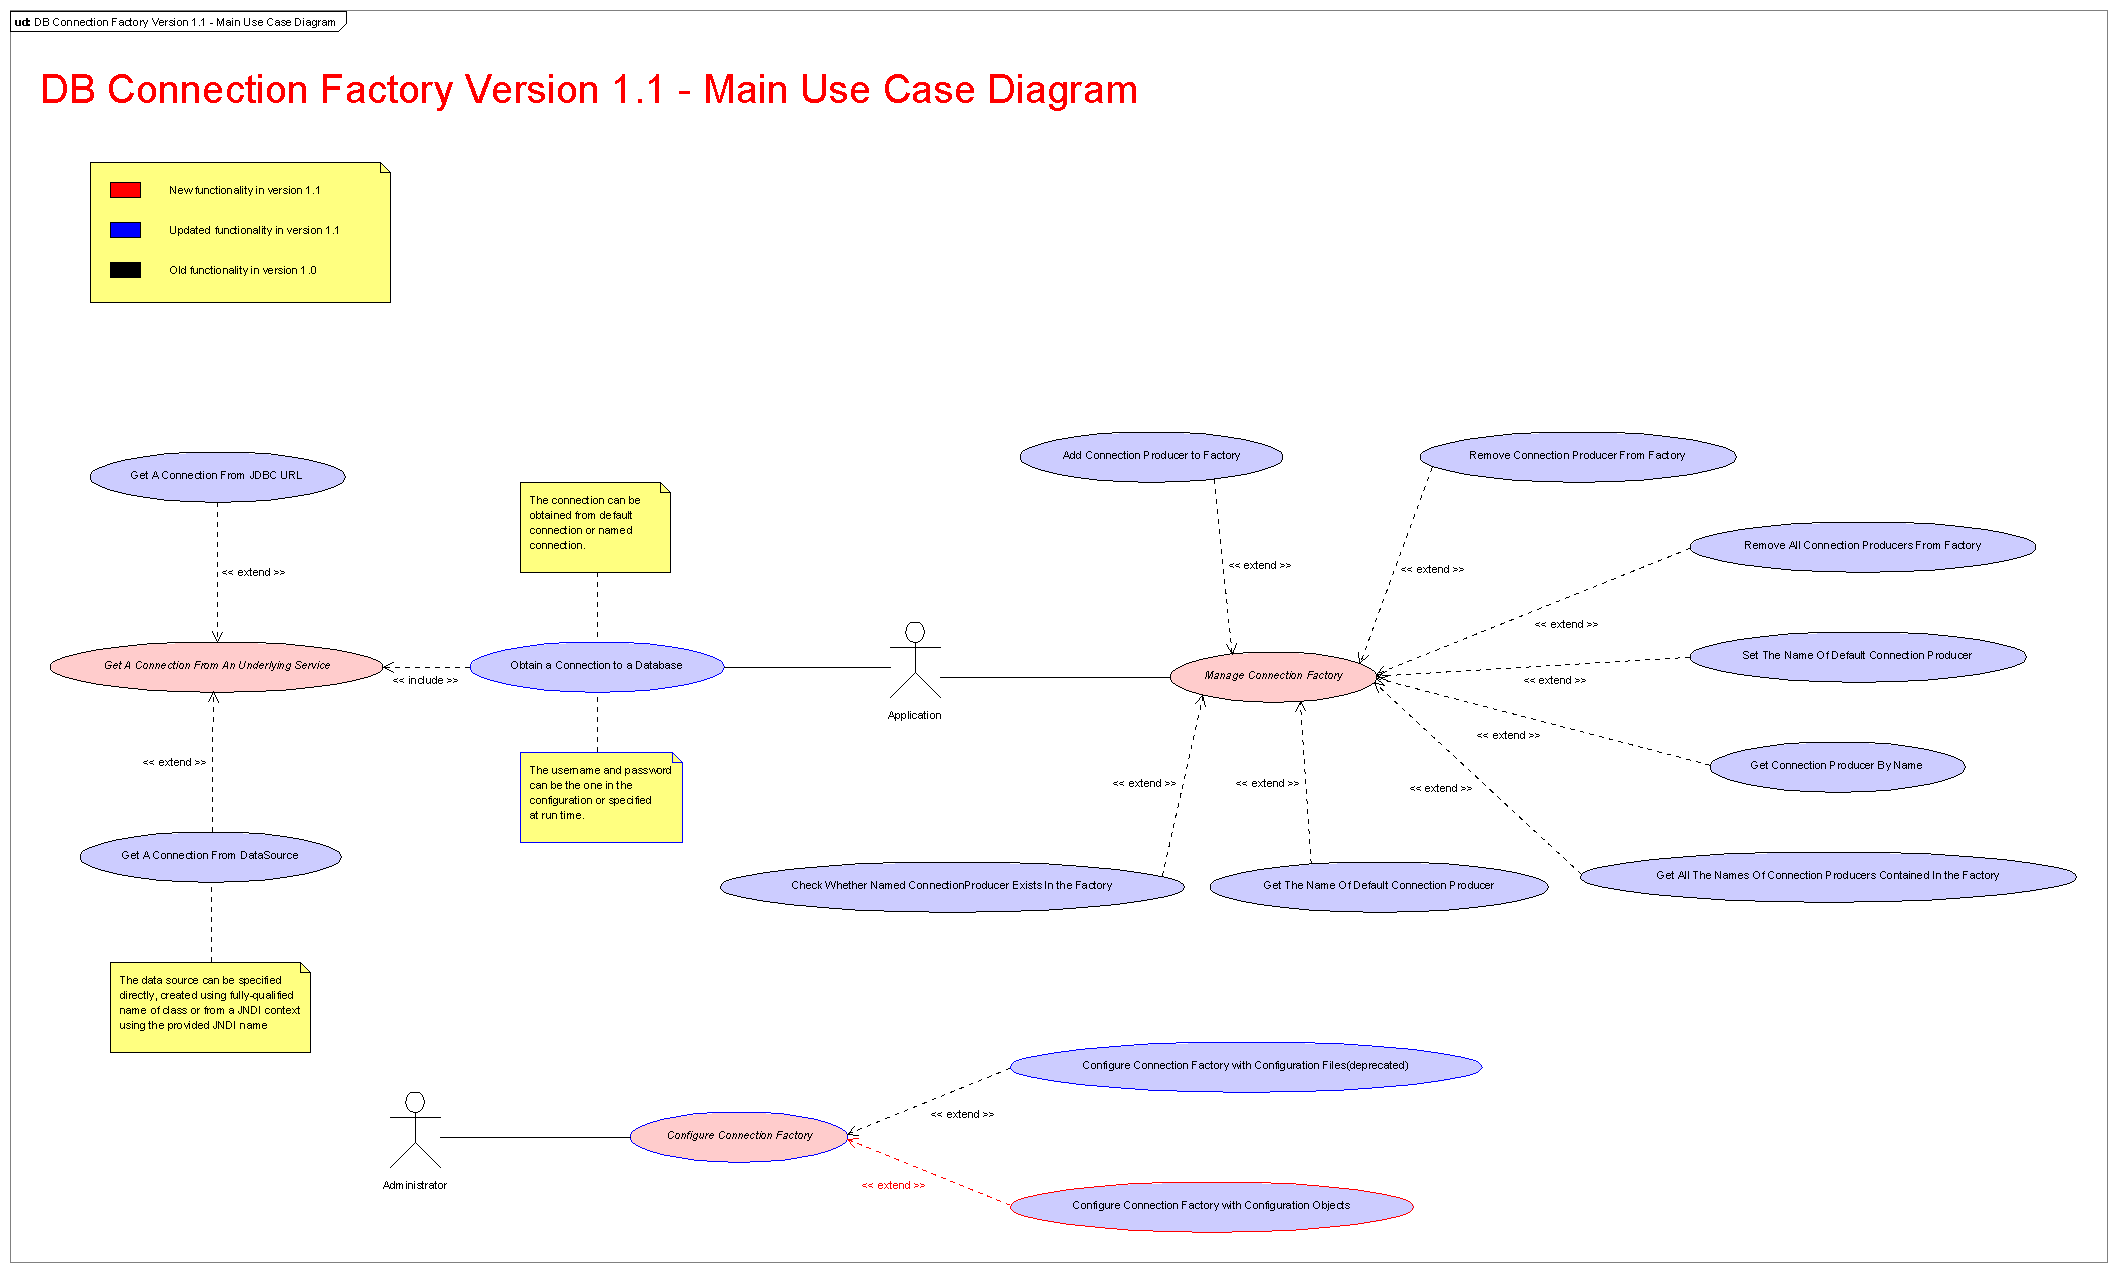 ud: DB Connection Factory Version 1.1 - Main Use Case Diagram
DB Connection Factory Version 1.1 - Main Use Case Diagram
New functionality in version 1.1
Updated functionality in version 1.1
Old functionality in version 1.0
Add Connection Producer to Factory
Remove Connection Producer From Factory
Get A Connection From JDBC URL
The connection can be
obtained from default
connection or named
connection.
Remove All Connection Producers From Factory
<< extend >>
<< extend >>
<< extend >>
<< extend >>
Get A Connection From An Underlying Service
<< include >>
Obtain a Connection to a Database
Application
Manage Connection Factory
Set The Name Of Default Connection Producer
<< extend >>
<< extend >>
Get Connection Producer By Name
<< extend >>
The username and password
can be the one in the
configuration or specified
at run time.
<< extend >>
<< extend >>
<< extend >>
Get A Connection From DataSource
Check Whether Named ConnectionProducer Exists In the Factory
Get The Name Of Default Connection Producer
Get All The Names Of Connection Producers Contained In the Factory
The data source can be specified
directly, created using fully-qualified
name of class or from a JNDI context
using the provided JNDI name
Configure Connection Factory with Configuration Files(deprecated)
<< extend >>
Administrator
Configure Connection Factory
<< extend >>
Configure Connection Factory with Configuration Objects